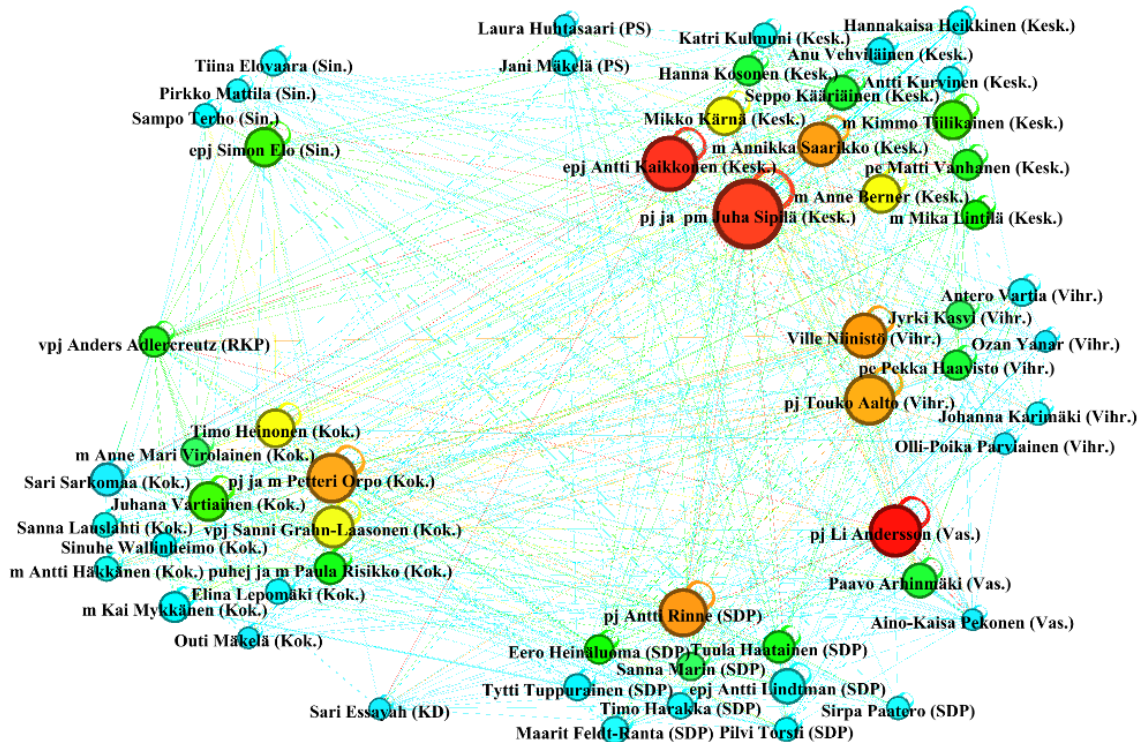 Laura Huhtasaari (PS)
Hannakaisa Heikkinen (Kesk.)
Katri Kulmuni (Kesk.)
Anu Vehviläinen (Kesk.)
Tiina Elovaara (Sin.)
Jani Mäkelä (PS)
Hanna Kosonen (Kesk.)
Antti Kurvinen (Kesk.)
Pirkko Mattila (Sin.)
Seppo Kääriäinen (Kesk.)
Sampo Terho (Sin.)
Mikko Kärnä (Kesk.)
m Kimmo Tiilikainen (Kesk.)
epj Simon Elo (Sin.)
m Annikka Saarikko (Kesk.)
epj Antti Kaikkonen (Kesk.)
pe Matti Vanhanen (Kesk.)
m Anne Berner (Kesk.)
pj ja pm Juha Sipilä (Kesk.)
m Mika Lintilä (Kesk.)
Antero Vartia (Vihr.)
Jyrki Kasvi (Vihr.)
Ville Niinistö (Vihr.)
Ozan Yanar (Vihr.)
vpj Anders Adlercreutz (RKP)
pe Pekka Haavisto (Vihr.)
pj Touko Aalto (Vihr.)
Johanna Karimäki (Vihr.)
Timo Heinonen (Kok.)
Olli-Poika Parviainen (Vihr.)
m Anne Mari Virolainen (Kok.)
Sari Sarkomaa (Kok.)
pj ja m Petteri Orpo (Kok.)
Juhana Vartiainen (Kok.)
Sanna Lauslahti (Kok.)
vpj Sanni Grahn-Laasonen (Kok.)
pj Li Andersson (Vas.)
Sinuhe Wallinheimo (Kok.)
m Antti Häkkänen (Kok.)
puhej ja m Paula Risikko (Kok.)
Paavo Arhinmäki (Vas.)
Elina Lepomäki (Kok.)
m Kai Mykkänen (Kok.)
pj Antti Rinne (SDP)
Aino-Kaisa Pekonen (Vas.)
Outi Mäkelä (Kok.)
Eero Heinäluoma (SDP)
Tuula Haatainen (SDP)
Sanna Marin (SDP)
Tytti Tuppurainen (SDP)
epj Antti Lindtman (SDP)
Sari Essayah (KD)
Timo Harakka (SDP)
Sirpa Paatero (SDP)
Maarit Feldt-Ranta (SDP)
Pilvi Torsti (SDP)